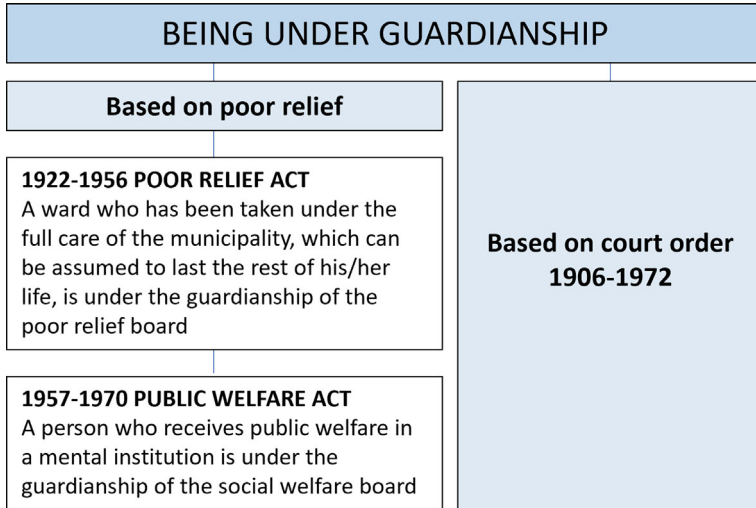 BEING UNDER GUARDIANSHIP
Based on poor relief
1922-1956 POOR RELIEF ACT
A ward who has been taken under the
full care of the municipality, which can
be assumed to last the rest of his/her
life, is under the guardianship of the
poor relief board
1957-1970 PUBLIC WELFARE ACT
A person who receives public welfare in
a mental institution is under the
guardianship of the social welfare board
Based on court order
1906-1972